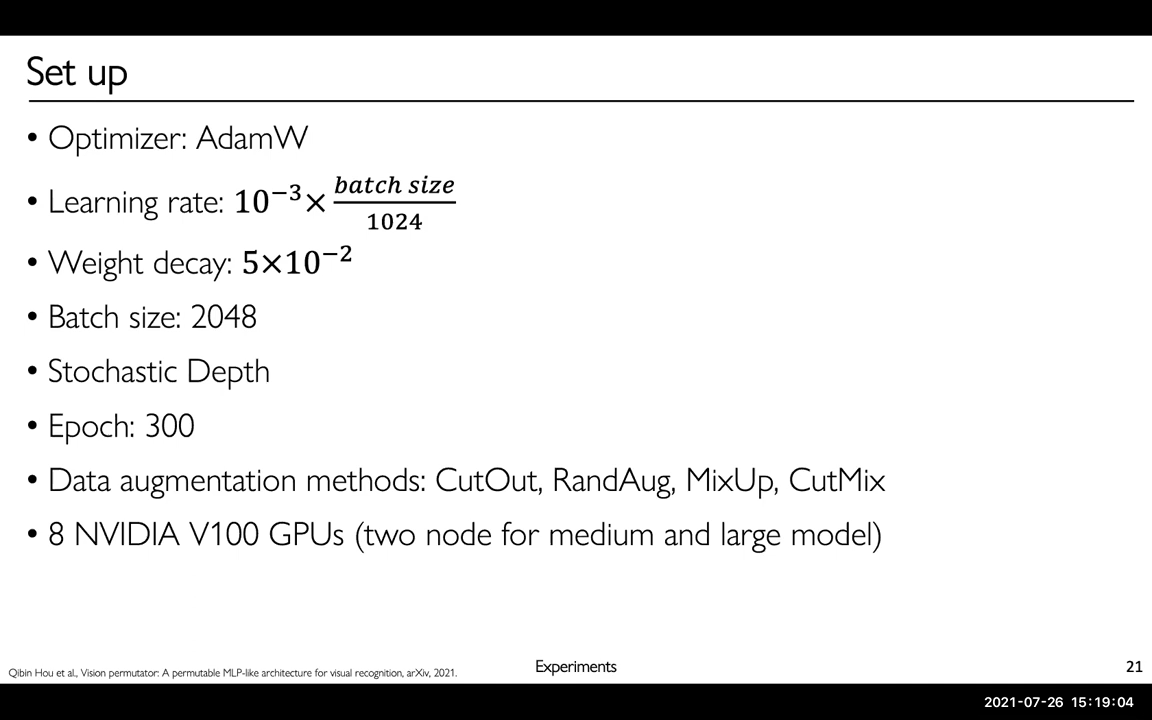 Set up
• Optimizer: AdamW
• Learning rate: 10⁻³ × batch size / 1024
• Weight decay: 5×10⁻²
• Batch size: 2048
• Stochastic Depth
• Epoch: 300
• Data augmentation methods: CutOut, RandAug, MixUp, CutMix
• 8 NVIDIA V100 GPUs (two node for medium and large model)
Qibin Hou et al., Vision permutator: A permutable MLP-like architecture for visual recognition, arXiv, 2021.
Experiments
21
2021-07-26 15:19:04